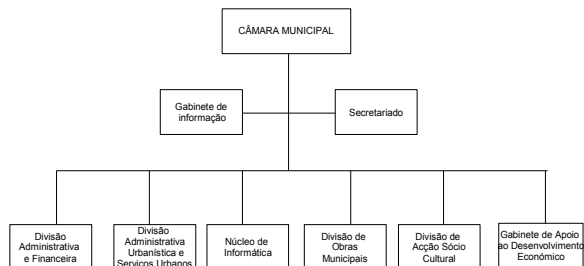 CÂMARA MUNICIPAL
Gabinete de
informação
Secretariado
Divisão
Administrativa
e Financeira
Divisão
Administrativa
Urbanística e
Serviços Urbanos
Núcleo de
Informática
Divisão de
Obras
Municipais
Divisão de
Acção Sócio
Cultural
Gabinete de Apoio
ao Desenvolvimento
Económico